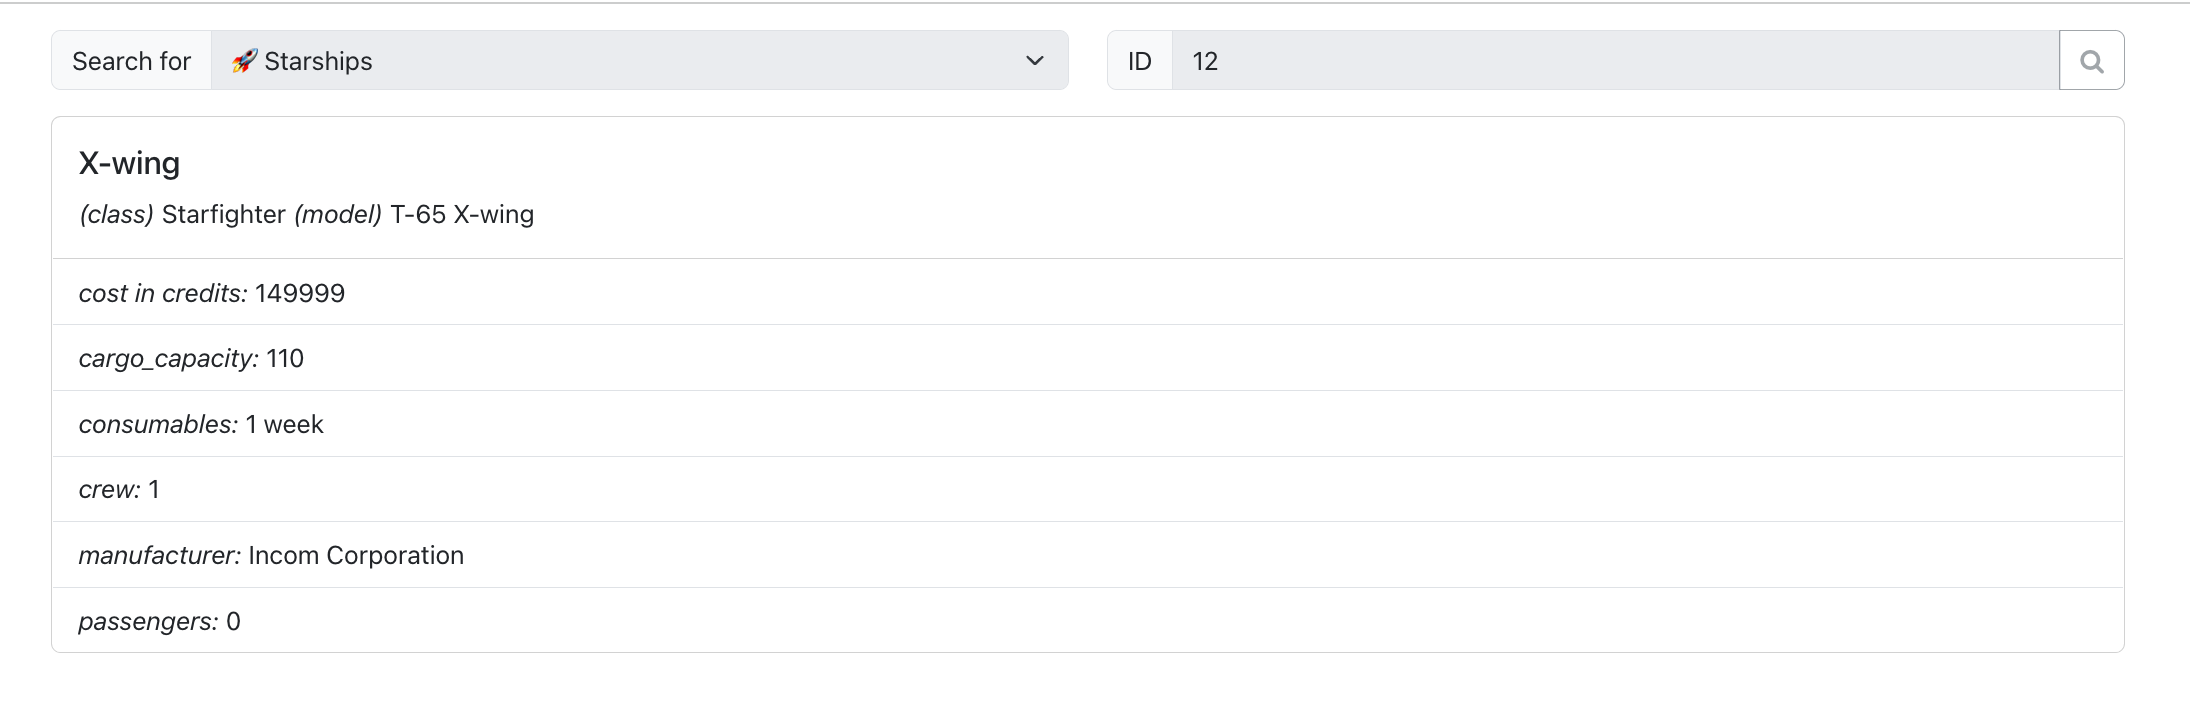 Search for 🚀 Starships ID 12
X-wing
(class) Starfighter (model) T-65 X-wing
cost in credits: 149999
cargo_capacity: 110
consumables: 1 week
crew: 1
manufacturer: Incom Corporation
passengers: 0